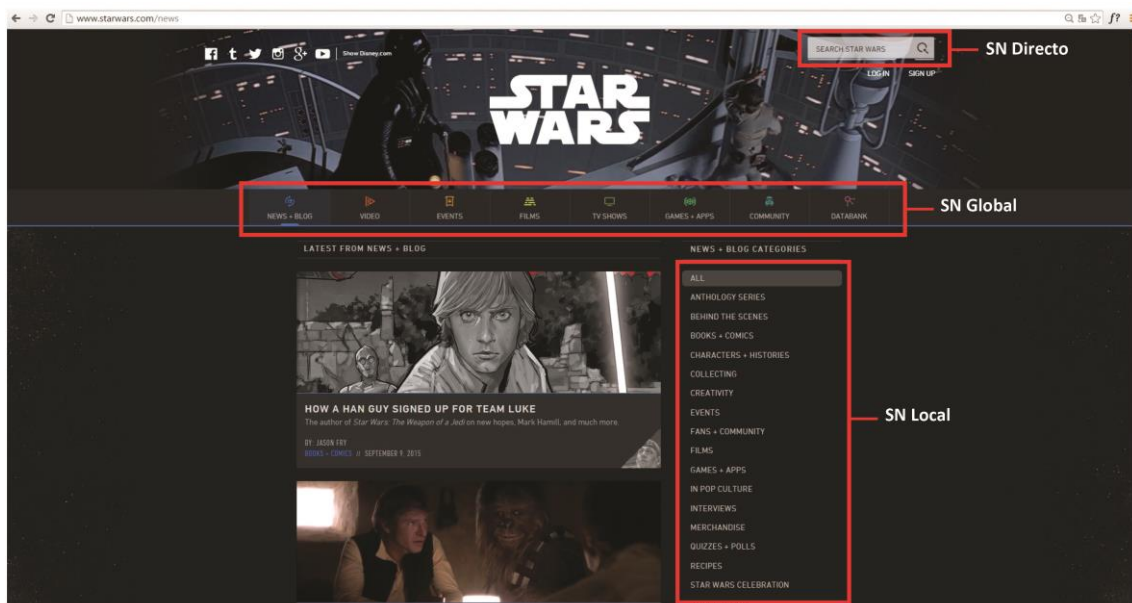 www.starwars.com/news
f?
Show Disney.com
SEARCH STAR WARS
SN Directo
LOG IN SIGN UP
STAR
WARS
NEWS + BLOG VIDEO EVENTS FILMS TV SHOWS GAMES + APPS COMMUNITY DATABANK
SN Global
LATEST FROM NEWS + BLOG
HOW A HAN GUY SIGNED UP FOR TEAM LUKE
The author of Star Wars: The Weapon of a Jedi on new hopes, Mark Hamill, and much more.
BY: JASON FRY
BOOKS + COMICS // SEPTEMBER 9, 2015
NEWS + BLOG CATEGORIES
ALL
ANTHOLOGY SERIES
BEHIND THE SCENES
BOOKS + COMICS
CHARACTERS + HISTORIES
COLLECTING
CREATIVITY
EVENTS
FANS + COMMUNITY
FILMS
GAMES + APPS
IN POP CULTURE
INTERVIEWS
MERCHANDISE
QUIZZES + POLLS
RECIPES
STAR WARS CELEBRATION
SN Local